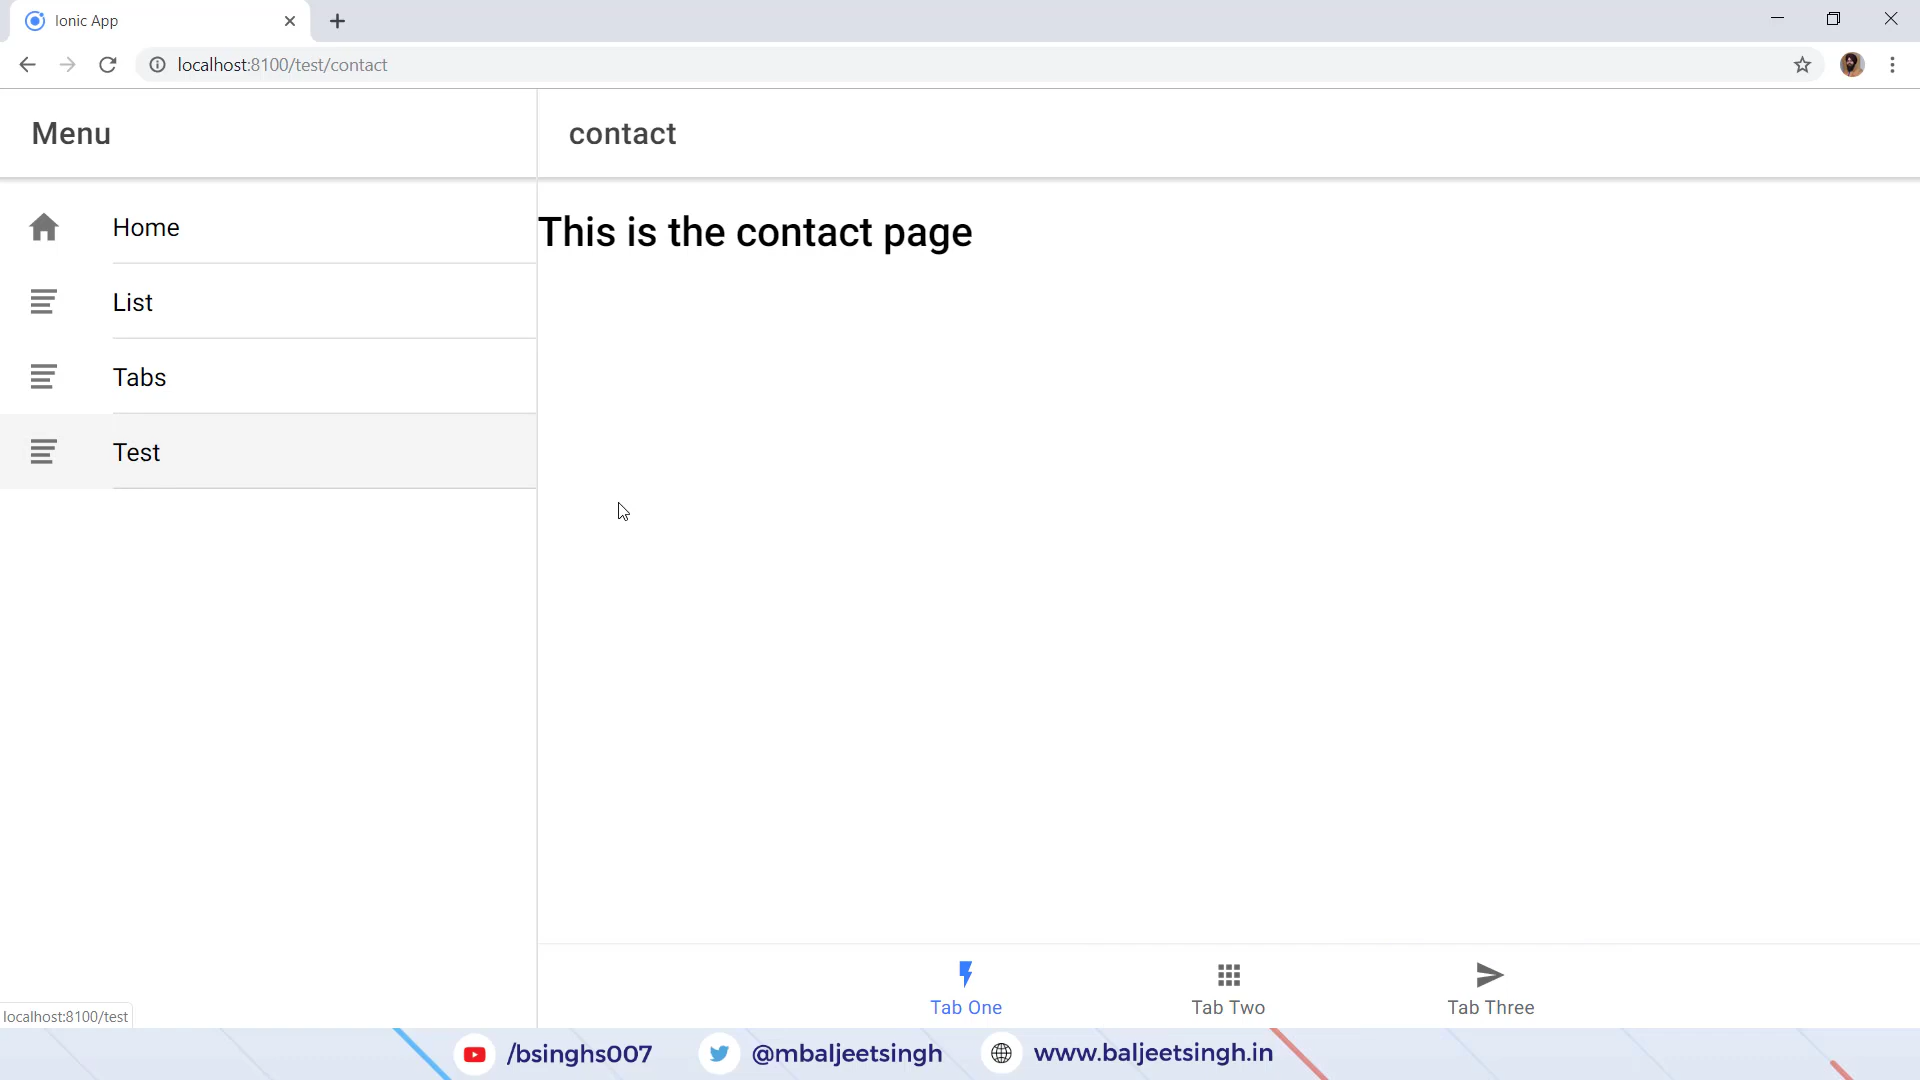 Ionic App
localhost:8100/test/contact
Menu
contact
Home
List
Tabs
Test
This is the contact page
Tab One
Tab Two
Tab Three
localhost:8100/test
/bsinghs007
@mbaljeetsingh
www.baljeetsingh.in